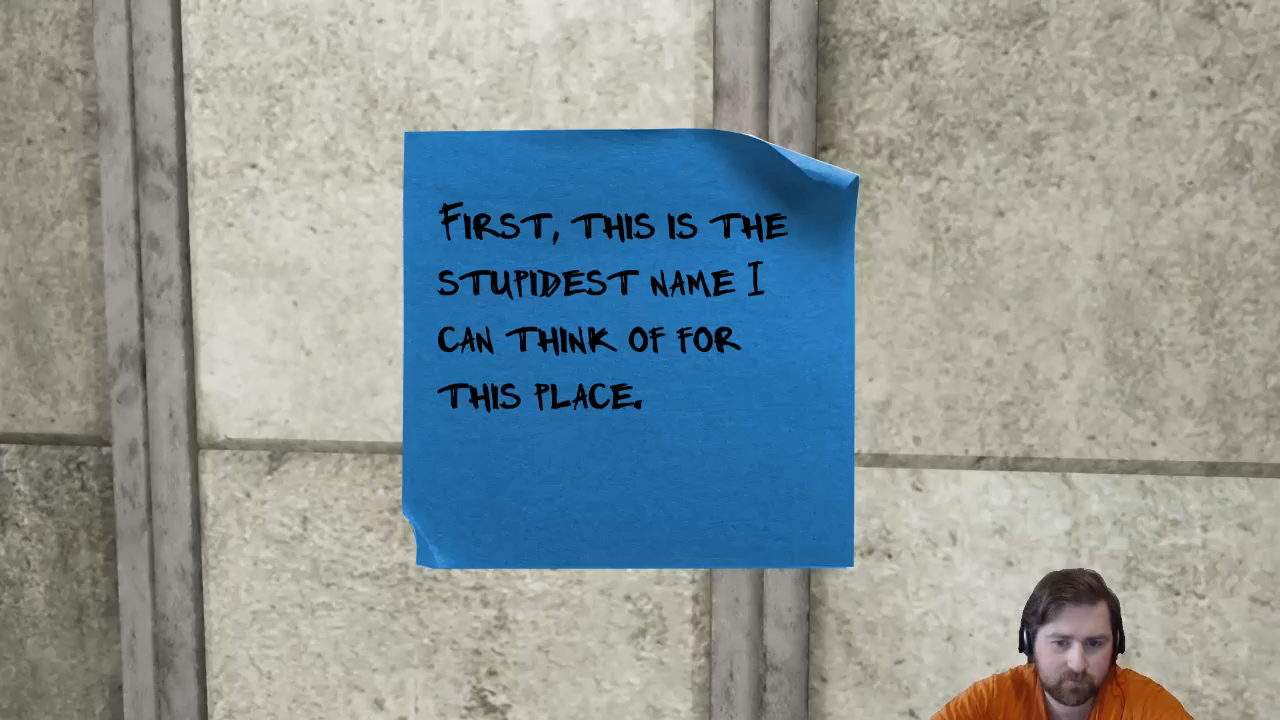 First, this is the
stupidest name I
can think of for
this place.